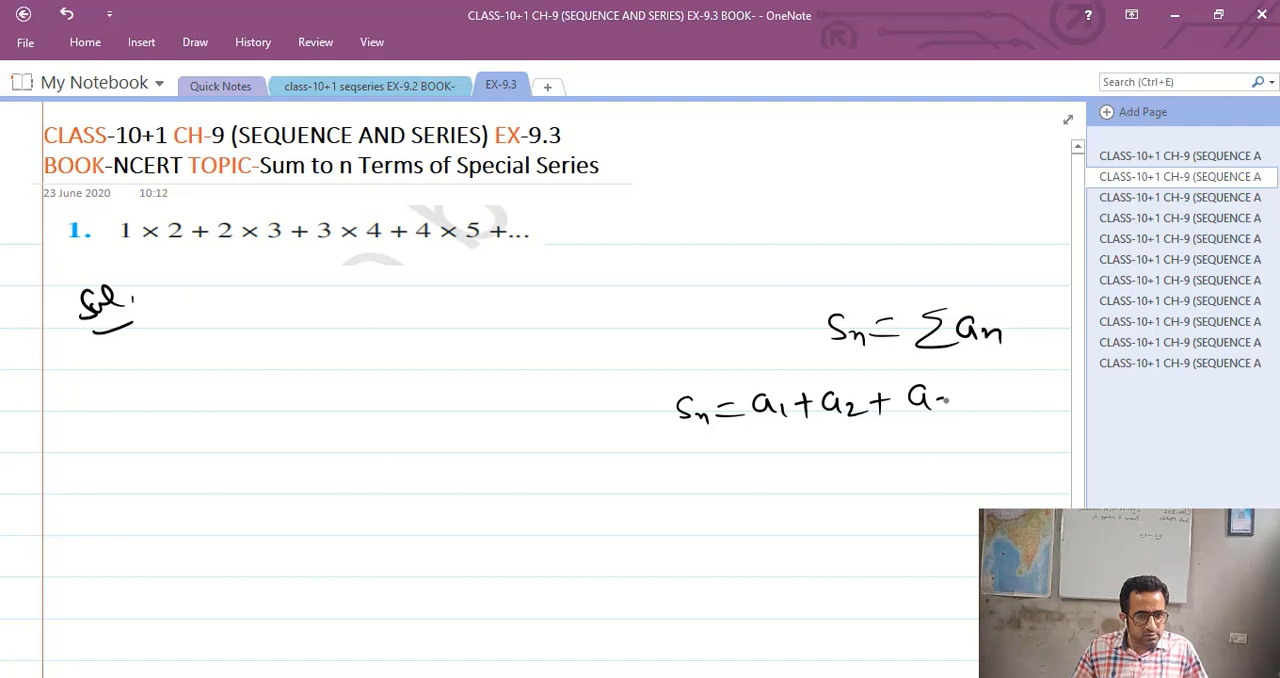 CLASS-10+1 CH-9 (SEQUENCE AND SERIES) EX-9.3 BOOK- - OneNote
File Home Insert Draw History Review View
My Notebook Quick Notes class-10+1 seqseries EX-9.2 BOOK- EX-9.3 +
Search (Ctrl+E)
Add Page
CLASS-10+1 CH-9 (SEQUENCE AND SERIES) EX-9.3
BOOK-NCERT TOPIC-Sum to n Terms of Special Series
23 June 2020 10:12
1. 1 × 2 + 2 × 3 + 3 × 4 + 4 × 5 +...
Sol.
Sn = Σan
Sn = a1 + a2 + a
CLASS-10+1 CH-9 (SEQUENCE A
CLASS-10+1 CH-9 (SEQUENCE A
CLASS-10+1 CH-9 (SEQUENCE A
CLASS-10+1 CH-9 (SEQUENCE A
CLASS-10+1 CH-9 (SEQUENCE A
CLASS-10+1 CH-9 (SEQUENCE A
CLASS-10+1 CH-9 (SEQUENCE A
CLASS-10+1 CH-9 (SEQUENCE A
CLASS-10+1 CH-9 (SEQUENCE A
CLASS-10+1 CH-9 (SEQUENCE A
CLASS-10+1 CH-9 (SEQUENCE A